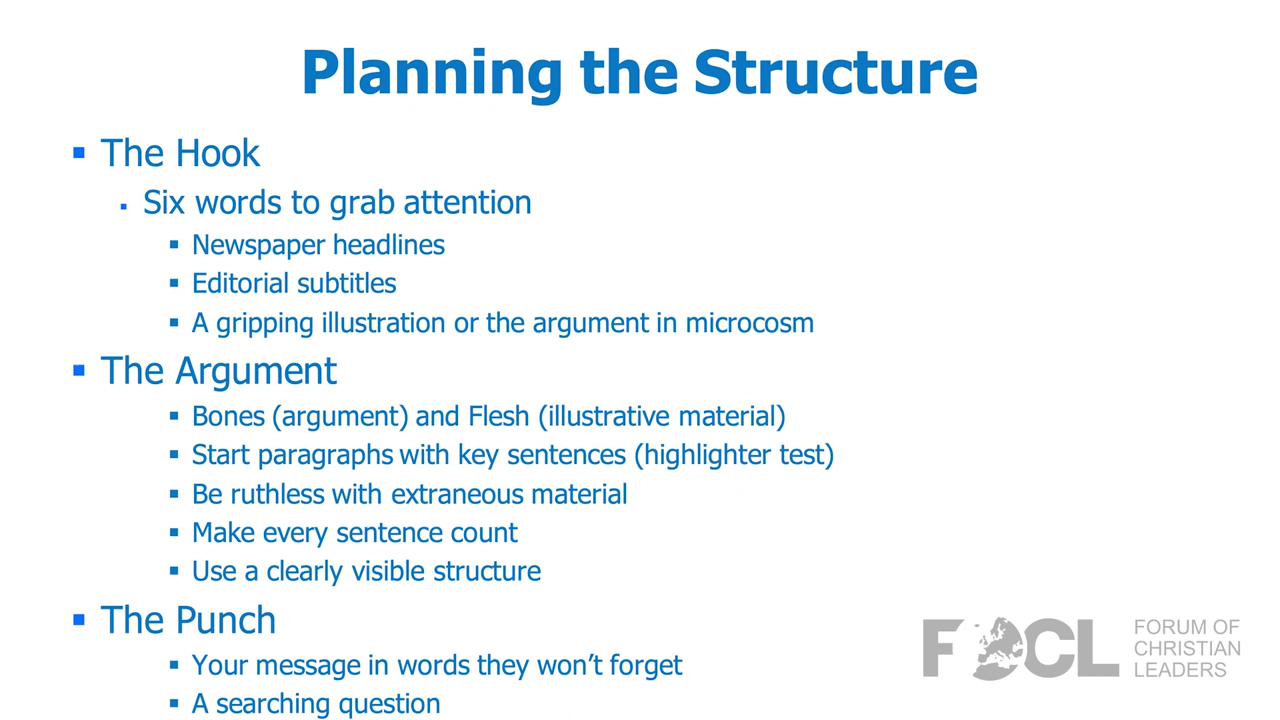 Planning the Structure
The Hook
Six words to grab attention
Newspaper headlines
Editorial subtitles
A gripping illustration or the argument in microcosm
The Argument
Bones (argument) and Flesh (illustrative material)
Start paragraphs with key sentences (highlighter test)
Be ruthless with extraneous material
Make every sentence count
Use a clearly visible structure
The Punch
Your message in words they won’t forget
A searching question
FOCL
FORUM OF
CHRISTIAN
LEADERS